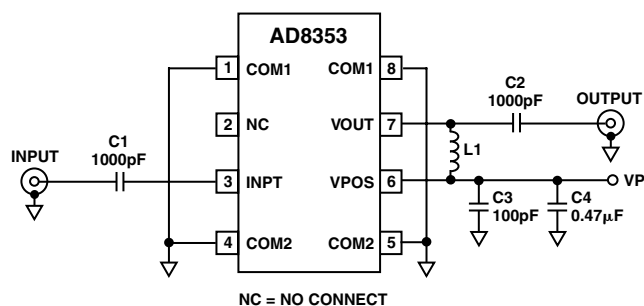 AD8353
1 COM1
COM1 8
2 NC
VOUT 7
3 INPT
VPOS 6
4 COM2
COM2 5
INPUT
C1
1000pF
C2
1000pF
OUTPUT
L1
VP
C3
100pF
C4
0.47µF
NC = NO CONNECT